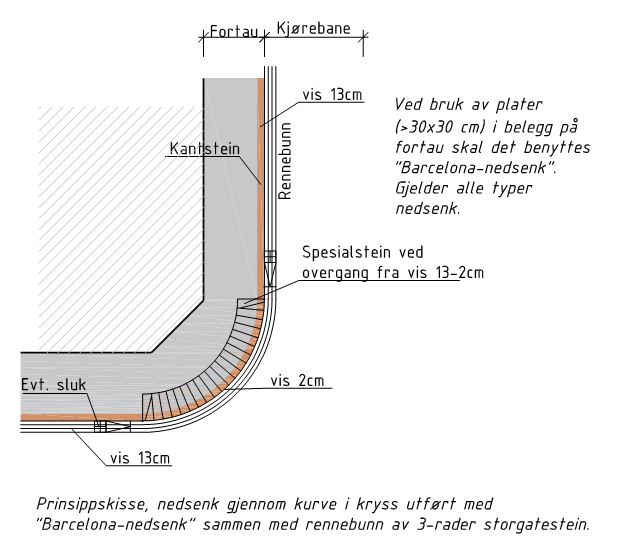 Fortau
Kjørebane
vis 13cm
Kantstein
Rennebunn
Ved bruk av plater
(>30x30 cm) i belegg på
fortau skal det benyttes
"Barcelona-nedsenk".
Gjelder alle typer
nedsenk.
Spesialstein ved
overgang fra vis 13-2cm
Evt. sluk
vis 2cm
vis 13cm
Prinsippskisse, nedsenk gjennom kurve i kryss utført med
"Barcelona-nedsenk" sammen med rennebunn av 3-rader storgatestein.